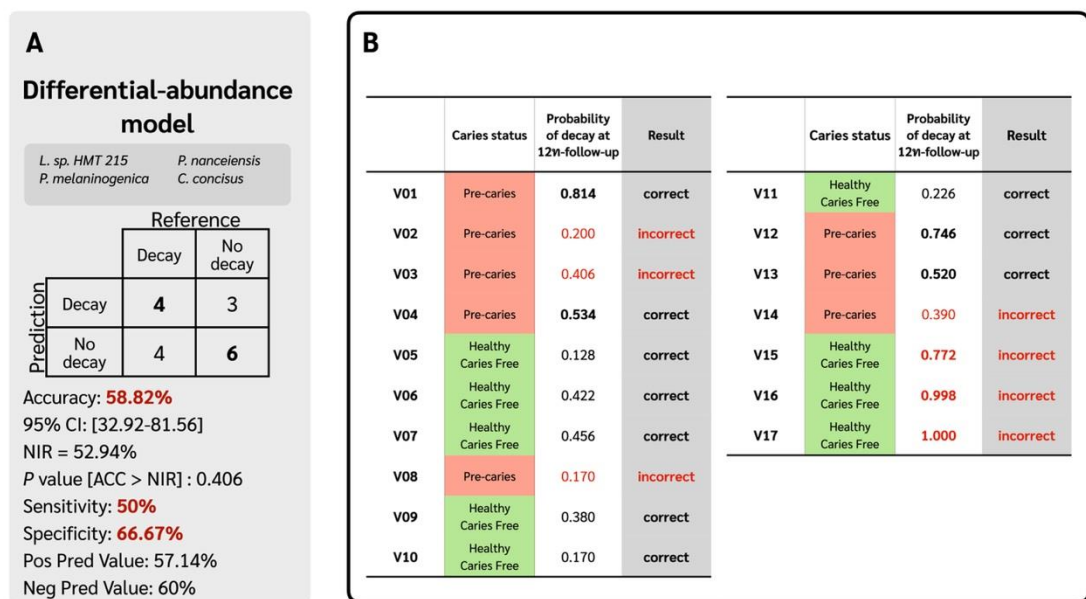 A
Differential-abundance
model
L. sp. HMT 215 P. nanceiensis
P. melaninogenica C. concisus
Reference
Decay No decay
Prediction
Decay 4 3
No decay 4 6
Accuracy: 58.82%
95% CI: [32.92-81.56]
NIR = 52.94%
P value [ACC > NIR] : 0.406
Sensitivity: 50%
Specificity: 66.67%
Pos Pred Value: 57.14%
Neg Pred Value: 60%
B
Caries status Probability of decay at 12m-follow-up Result
V01 Pre-caries 0.814 correct
V02 Pre-caries 0.200 incorrect
V03 Pre-caries 0.406 incorrect
V04 Pre-caries 0.534 correct
V05 Healthy Caries Free 0.128 correct
V06 Healthy Caries Free 0.422 correct
V07 Healthy Caries Free 0.456 correct
V08 Pre-caries 0.170 incorrect
V09 Healthy Caries Free 0.380 correct
V10 Healthy Caries Free 0.170 correct
Caries status Probability of decay at 12m-follow-up Result
V11 Healthy Caries Free 0.226 correct
V12 Pre-caries 0.746 correct
V13 Pre-caries 0.520 correct
V14 Pre-caries 0.390 incorrect
V15 Healthy Caries Free 0.772 incorrect
V16 Healthy Caries Free 0.998 incorrect
V17 Healthy Caries Free 1.000 incorrect